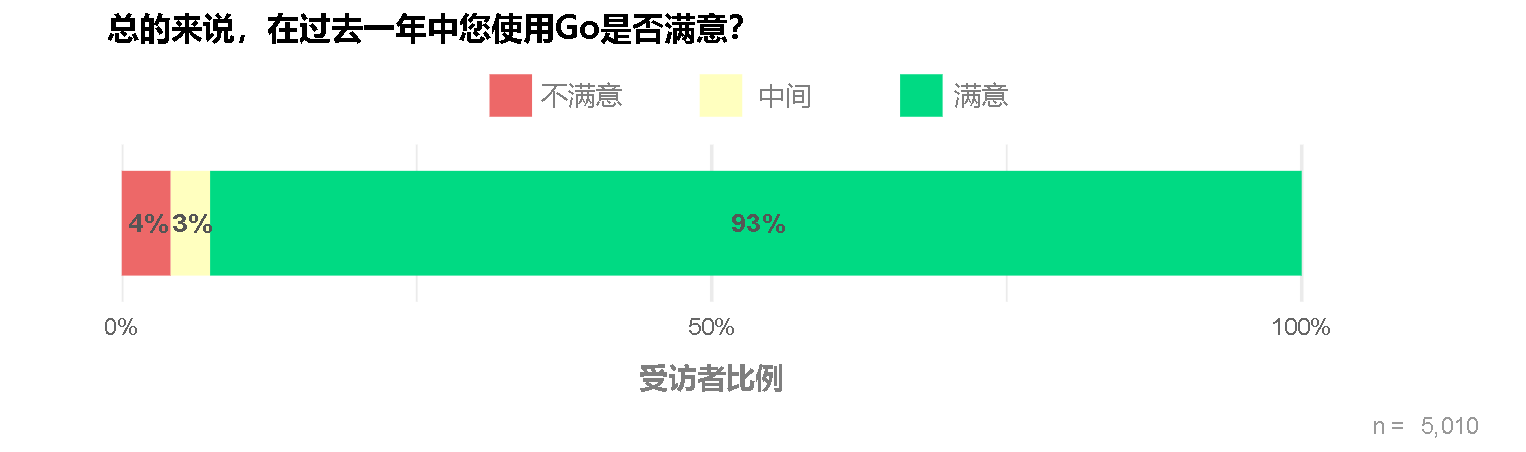 总的来说，在过去一年中您使用Go是否满意？
不满意 中间 满意
4% 3% 93%
0% 50% 100%
受访者比例
n = 5,010